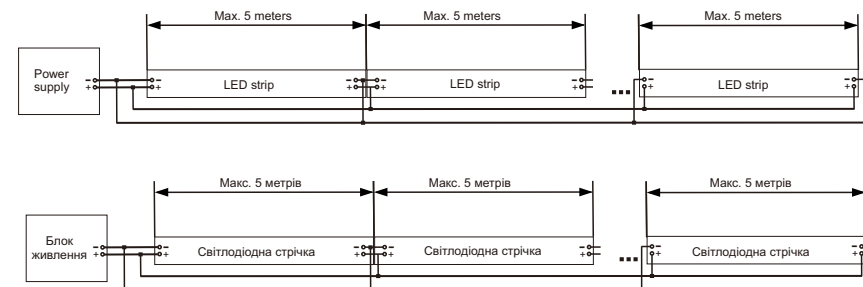 Max. 5 meters Max. 5 meters Max. 5 meters
Power
supply
- + - + LED strip - + - + LED strip - + ... - + LED strip - +
Макс. 5 метрів Макс. 5 метрів Макс. 5 метрів
Блок
живлення
- + - + Світлодіодна стрічка - + - + Світлодіодна стрічка - + ... - + Світлодіодна стрічка - +